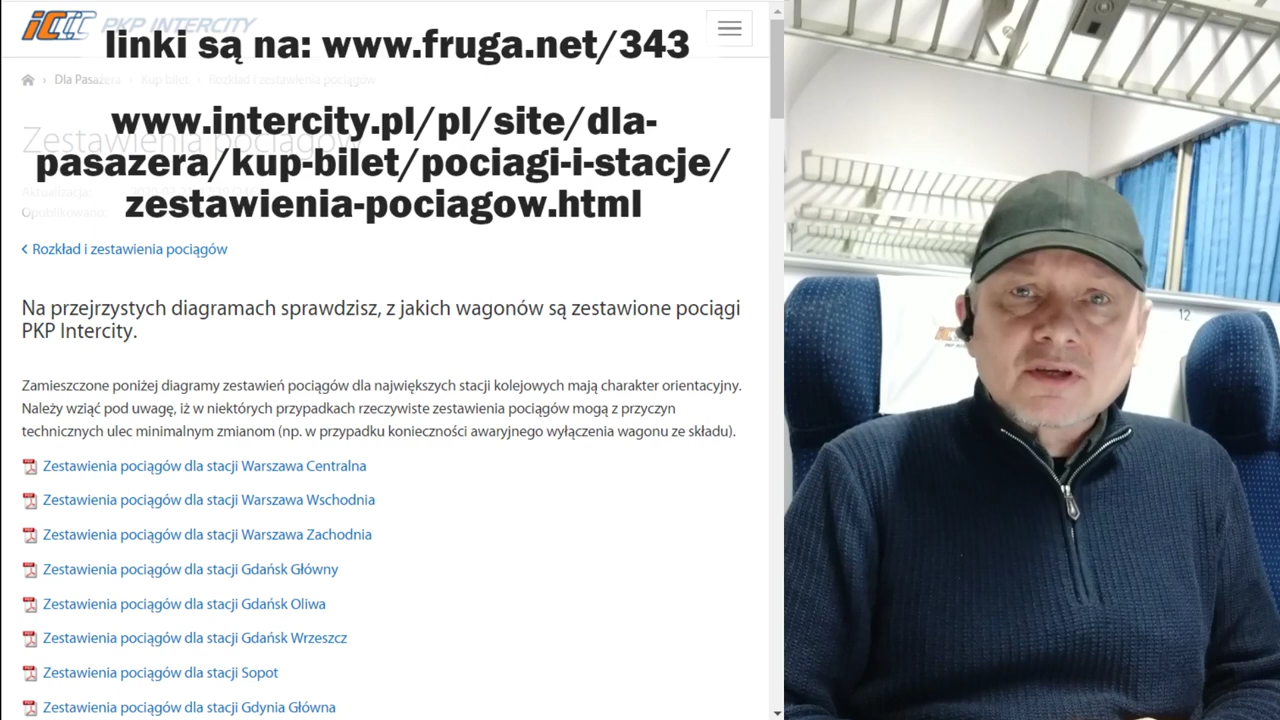 PKP INTERCITY
linki są na: www.fruga.net/343
Dla Pasażera › Kup bilet › Rozkład i zestawienia pociągów
www.intercity.pl/pl/site/dla-
Zestawienia pociągów
pasazera/kup-bilet/pociagi-i-stacje/
Aktualizacja:
zestawienia-pociagow.html
Opublikowano:
Rozkład i zestawienia pociągów
Na przejrzystych diagramach sprawdzisz, z jakich wagonów są zestawione pociągi
PKP Intercity.
Zamieszczone poniżej diagramy zestawień pociągów dla największych stacji kolejowych mają charakter orientacyjny.
Należy wziąć pod uwagę, iż w niektórych przypadkach rzeczywiste zestawienia pociągów mogą z przyczyn
technicznych ulec minimalnym zmianom (np. w przypadku konieczności awaryjnego wyłączenia wagonu ze składu).
Zestawienia pociągów dla stacji Warszawa Centralna
Zestawienia pociągów dla stacji Warszawa Wschodnia
Zestawienia pociągów dla stacji Warszawa Zachodnia
Zestawienia pociągów dla stacji Gdańsk Główny
Zestawienia pociągów dla stacji Gdańsk Oliwa
Zestawienia pociągów dla stacji Gdańsk Wrzeszcz
Zestawienia pociągów dla stacji Sopot
Zestawienia pociągów dla stacji Gdynia Główna
12